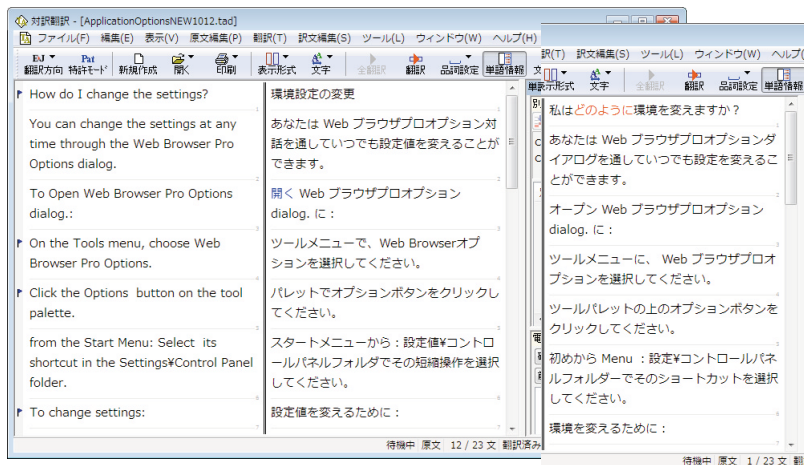 対訳翻訳 - [ApplicationOptionsNEW1012.tad]
ファイル(F) 編集(E) 表示(V) 原文編集(P) 翻訳(T) 訳文編集(S) ツール(L) ウィンドウ(W) ヘルプ(H)
EJ Pat
翻訳方向 特許モード 新規作成 開く 印刷 表示形式 文字 全翻訳 翻訳 品詞設定 単語情報 文
How do I change the settings?
1
You can change the settings at any
time through the Web Browser Pro
Options dialog.
2
To Open Web Browser Pro Options
dialog.:
3
On the Tools menu, choose Web
Browser Pro Options.
4
Click the Options button on the tool
palette.
5
from the Start Menu: Select its
shortcut in the Settings¥Control Panel
folder.
6
To change settings:
7
環境設定の変更
1
あなたは Web ブラウザプロオプション対
話を通していつでも設定値を変えることが
できます。
2
開く Web ブラウザプロオプション
dialog. に：
3
ツールメニューで、Web Browserオプ
ションを選択してください。
4
パレットでオプションボタンをクリックし
てください。
5
スタートメニューから：設定値¥コントロ
ールパネルフォルダでその短縮操作を選択
してください。
6
設定値を変えるために：
7
待機中 原文 12 / 23 文 翻訳済み
訳(T) 訳文編集(S) ツール(L) ウィンドウ(W) ヘルプ(
表示形式 文字 全翻訳 翻訳 品詞設定 単語情報
私はどのように環境を変えますか？
1
あなたは Web ブラウザプロオプションダ
イアログを通していつでも設定を変えるこ
とができます。
2
オープン Web ブラウザプロオプション
dialog. に：
3
ツールメニューに、 Web ブラウザプロオ
プションを選択してください。
4
ツールパレットの上のオプションボタンを
クリックしてください。
5
初めから Menu ：設定¥コントロールパネ
ルフォルダーでそのショートカットを選択
してください。
6
環境を変えるために：
7
待機中 原文 1 / 23 文 翻